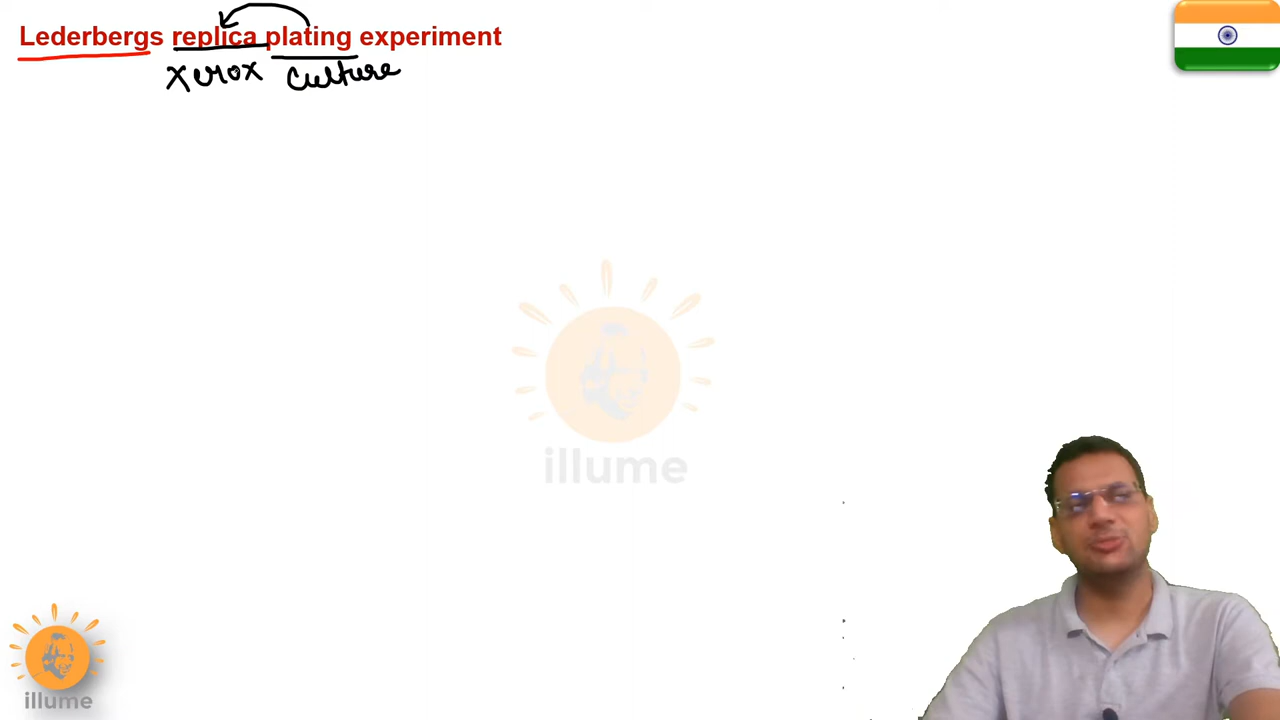 Lederbergs replica plating experiment
Xerox culture
illume
illume